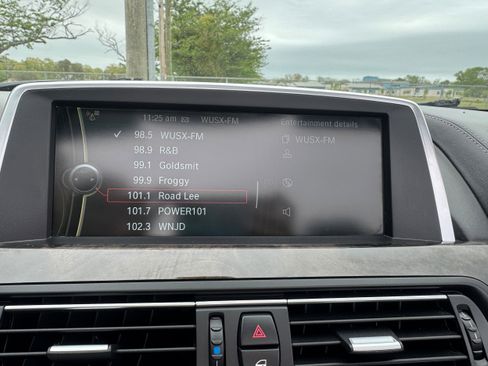 11:25 am WUSX-FM Entertainment details
98.5 WUSX-FM
WUSX-FM
98.9 R&B
99.1 Goldsmit
99.9 Froggy
101.1 Road Lee
101.7 POWER101
102.3 WNJD